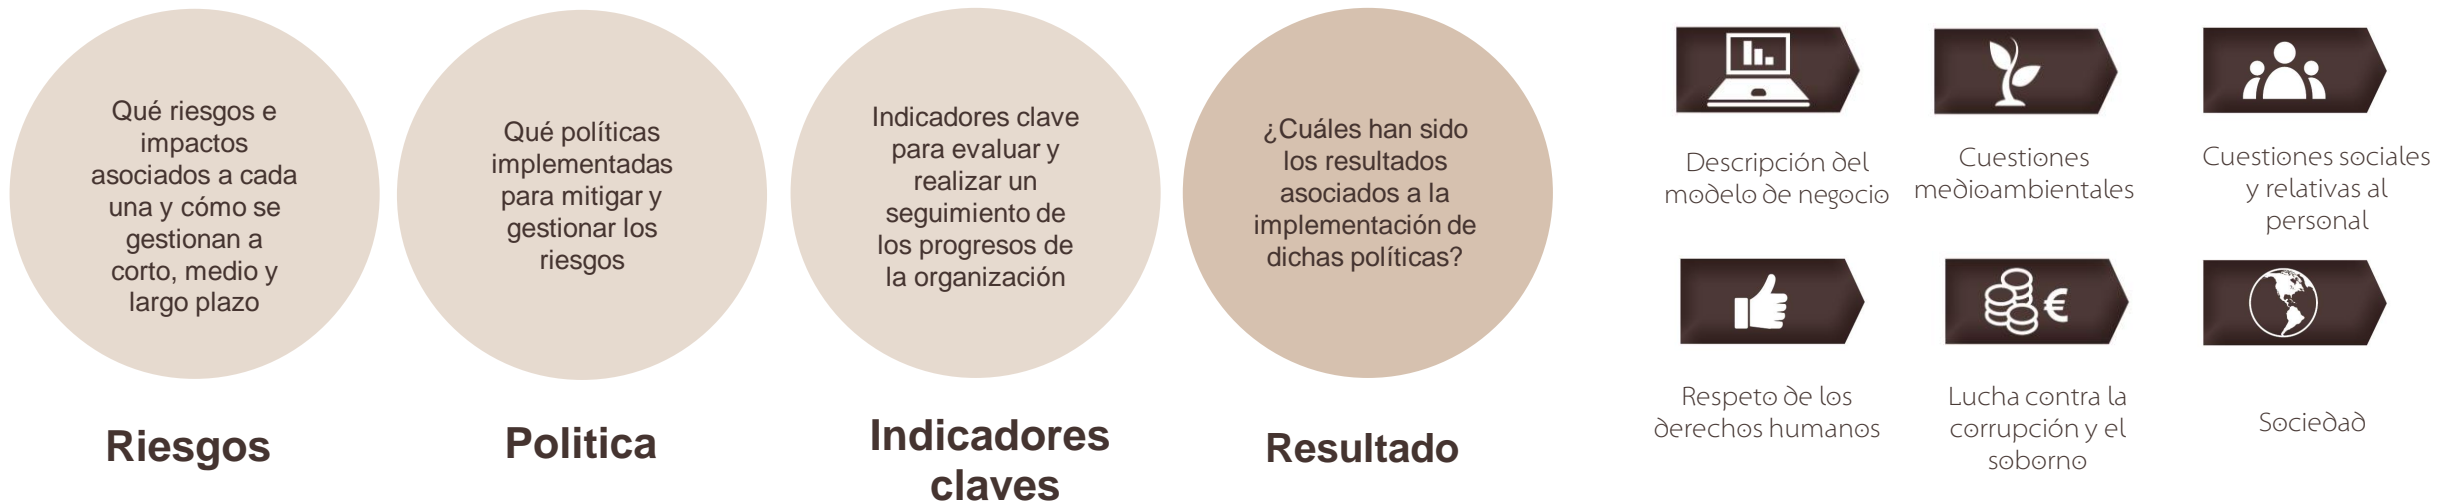 Qué riesgos e
impactos
asociados a cada
una y cómo se
gestionan a
corto, medio y
largo plazo
Riesgos
Qué políticas
implementadas
para mitigar y
gestionar los
riesgos
Politica
Indicadores clave
para evaluar y
realizar un
seguimiento de
los progresos de
la organización
Indicadores
claves
¿Cuáles han sido
los resultados
asociados a la
implementación de
dichas políticas?
Resultado
Descripción del
modelo de negocio
Cuestiones
medioambientales
Cuestiones sociales
y relativas al
personal
€
Respeto de los
derechos humanos
Lucha contra la
corrupción y el
soborno
Sociedad